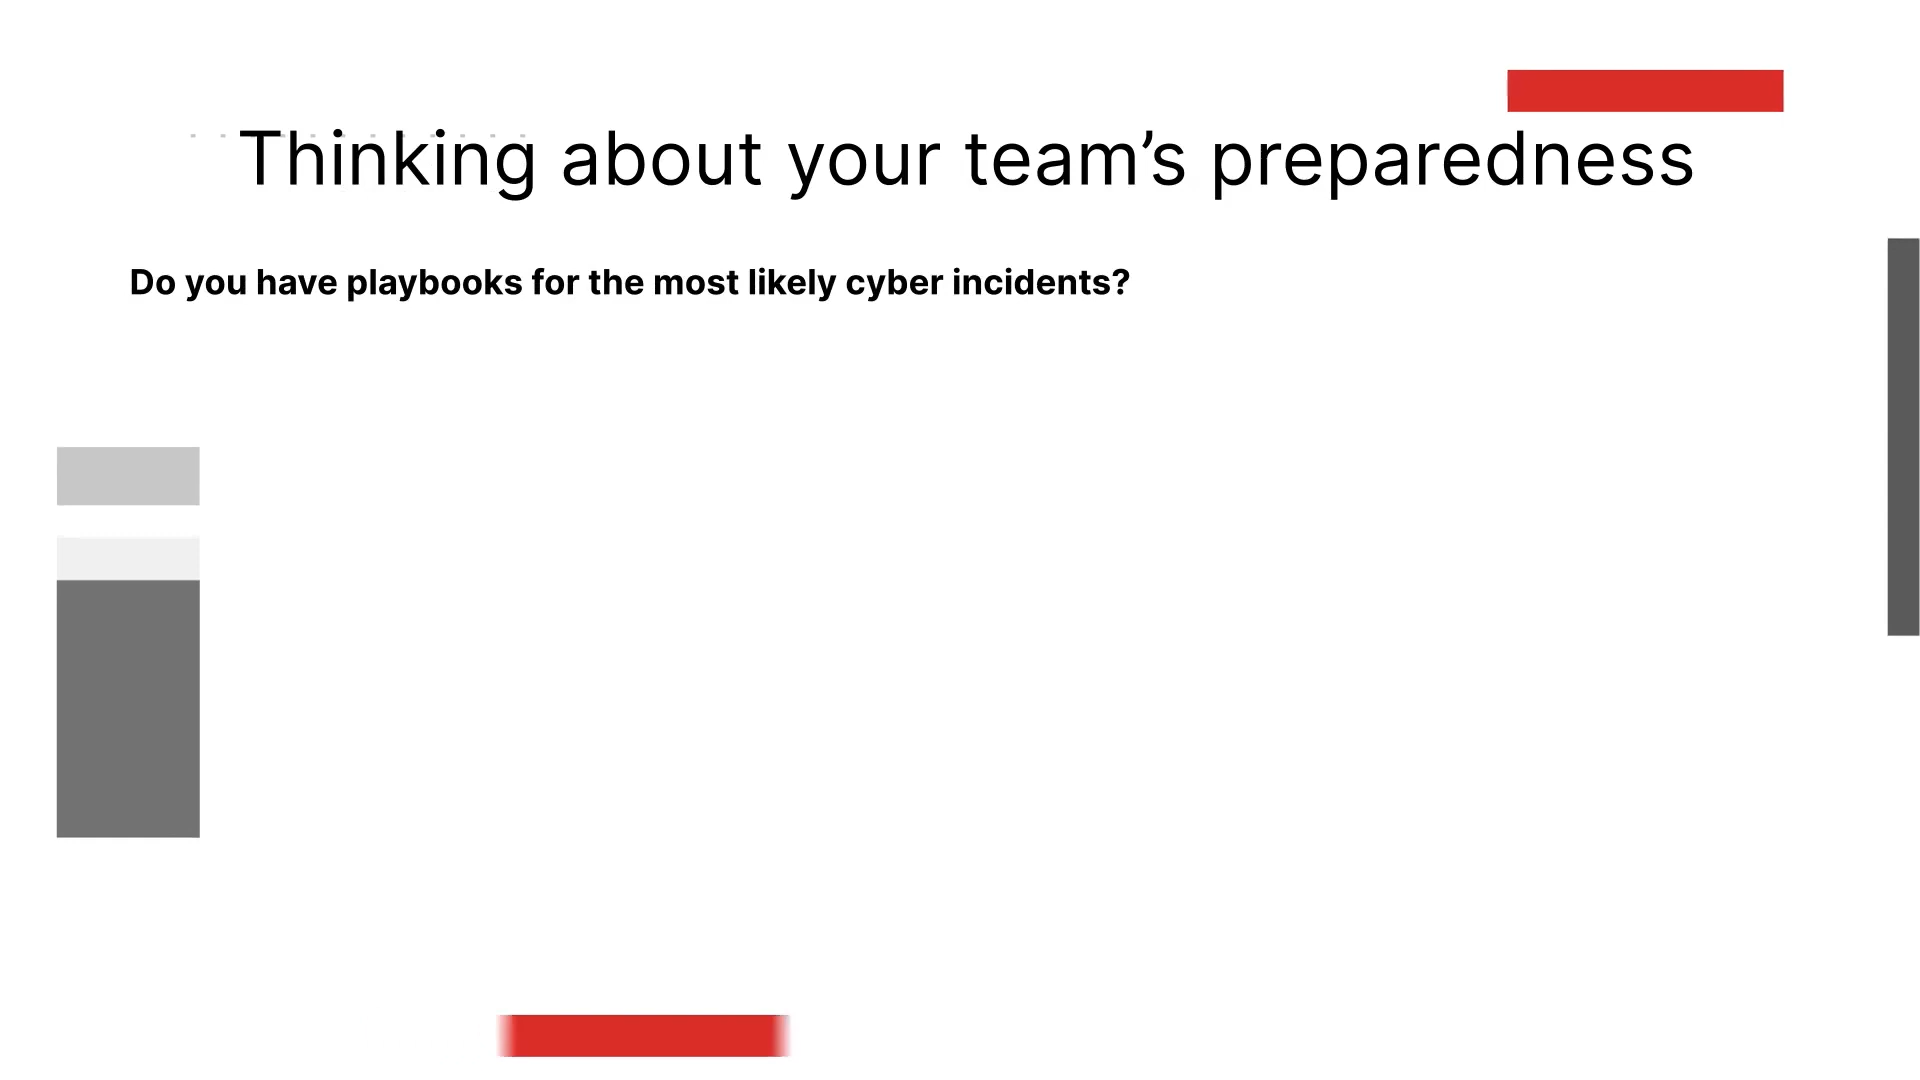 Thinking about your team’s preparedness
Do you have playbooks for the most likely cyber incidents?